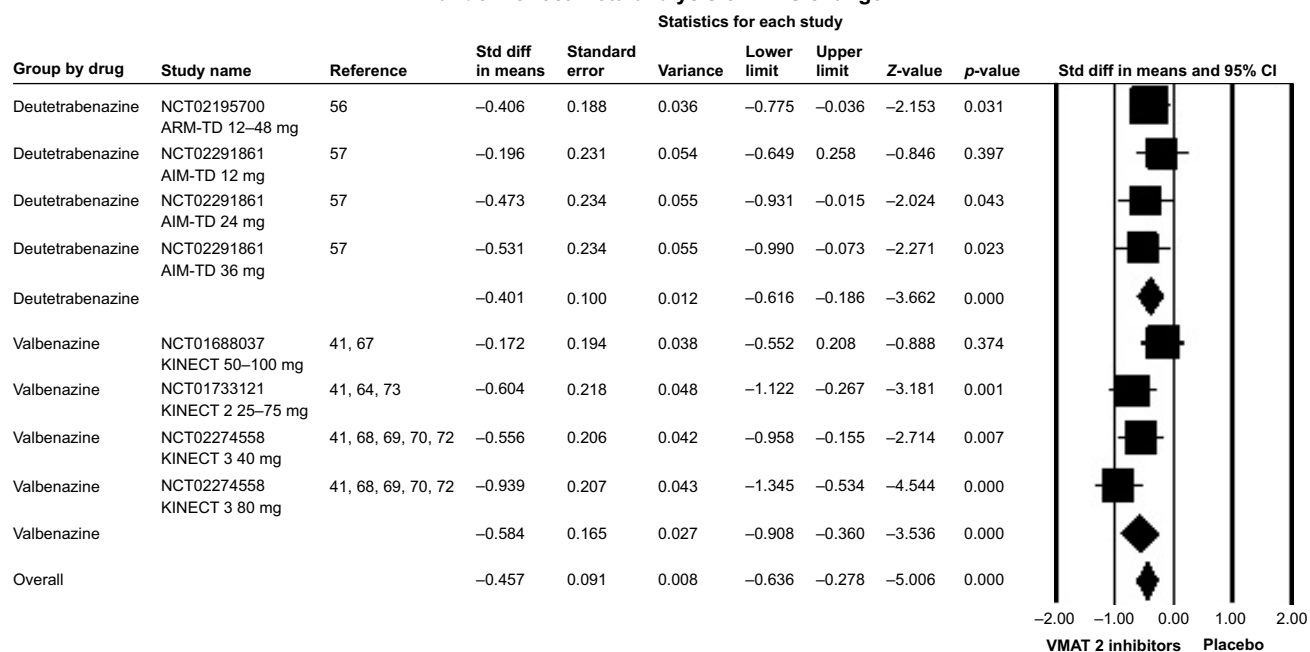 Statistics for each study
Group by drug Study name Reference Std diff in means Standard error Variance Lower limit Upper limit Z-value p-value Std diff in means and 95% CI
Deutetrabenazine NCT02195700 56 –0.406 0.188 0.036 –0.775 –0.036 –2.153 0.031
ARM-TD 12–48 mg
Deutetrabenazine NCT02291861 57 –0.196 0.231 0.054 –0.649 0.258 –0.846 0.397
AIM-TD 12 mg
Deutetrabenazine NCT02291861 57 –0.473 0.234 0.055 –0.931 –0.015 –2.024 0.043
AIM-TD 24 mg
Deutetrabenazine NCT02291861 57 –0.531 0.234 0.055 –0.990 –0.073 –2.271 0.023
AIM-TD 36 mg
Deutetrabenazine –0.401 0.100 0.012 –0.616 –0.186 –3.662 0.000
Valbenazine NCT01688037 41, 67 –0.172 0.194 0.038 –0.552 0.208 –0.888 0.374
KINECT 50–100 mg
Valbenazine NCT01733121 41, 64, 73 –0.604 0.218 0.048 –1.122 –0.267 –3.181 0.001
KINECT 2 25–75 mg
Valbenazine NCT02274558 41, 68, 69, 70, 72 –0.556 0.206 0.042 –0.958 –0.155 –2.714 0.007
KINECT 3 40 mg
Valbenazine NCT02274558 41, 68, 69, 70, 72 –0.939 0.207 0.043 –1.345 –0.534 –4.544 0.000
KINECT 3 80 mg
Valbenazine –0.584 0.165 0.027 –0.908 –0.360 –3.536 0.000
Overall –0.457 0.091 0.008 –0.636 –0.278 –5.006 0.000
–2.00 –1.00 0.00 1.00 2.00
VMAT 2 inhibitors Placebo